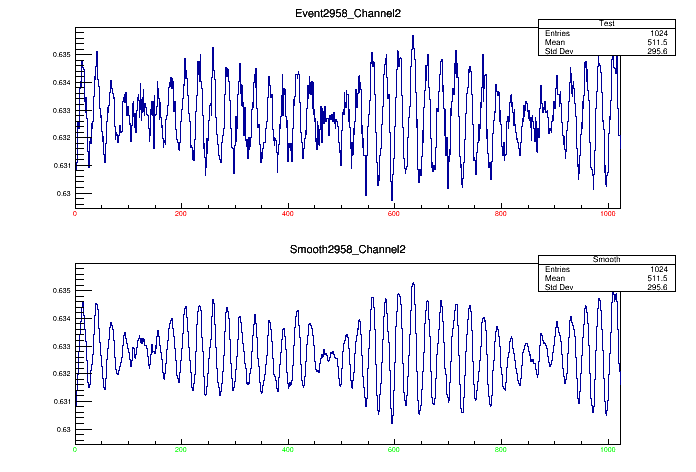 Event2958_Channel2
Test
Entries 1024
Mean 511.5
Std Dev 295.6
0.635
0.634
0.633
0.632
0.631
0.63
0 200 400 600 800 1000
Smooth2958_Channel2
Smooth
Entries 1024
Mean 511.5
Std Dev 295.6
0.635
0.634
0.633
0.632
0.631
0.63
0 200 400 600 800 1000